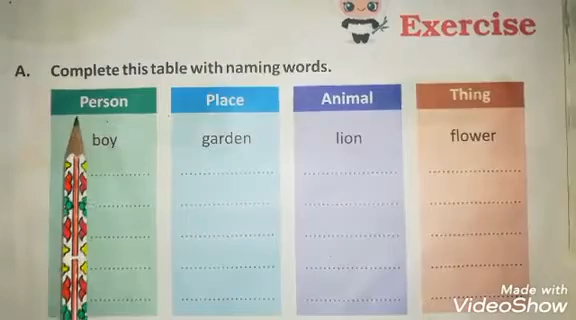 Exercise
A. Complete this table with naming words.
Person Place Animal Thing
boy garden lion flower
Made with
VideoShow